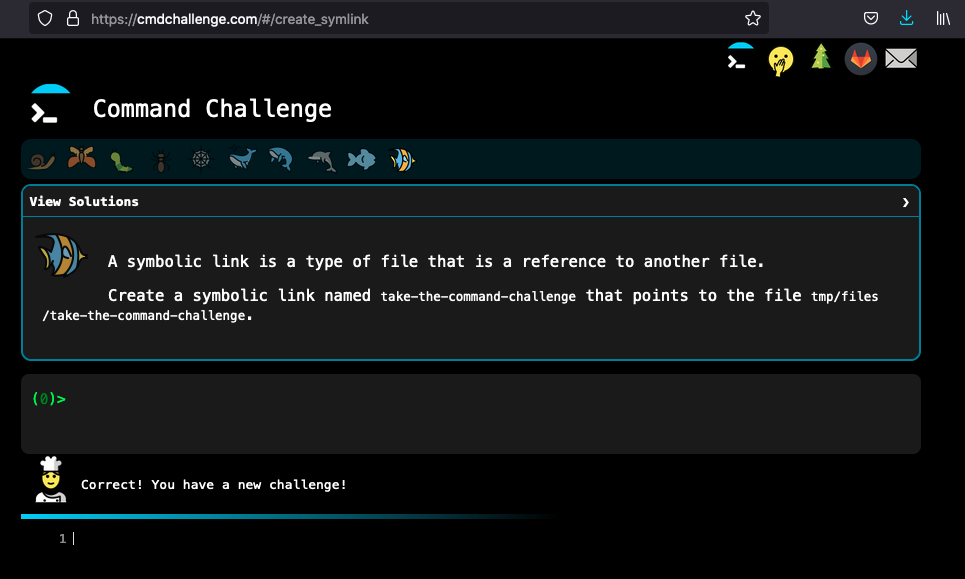 https://cmdchallenge.com/#/create_symlink
Command Challenge
View Solutions
A symbolic link is a type of file that is a reference to another file.
Create a symbolic link named take-the-command-challenge that points to the file tmp/files
/take-the-command-challenge.
(0)>
Correct! You have a new challenge!
1